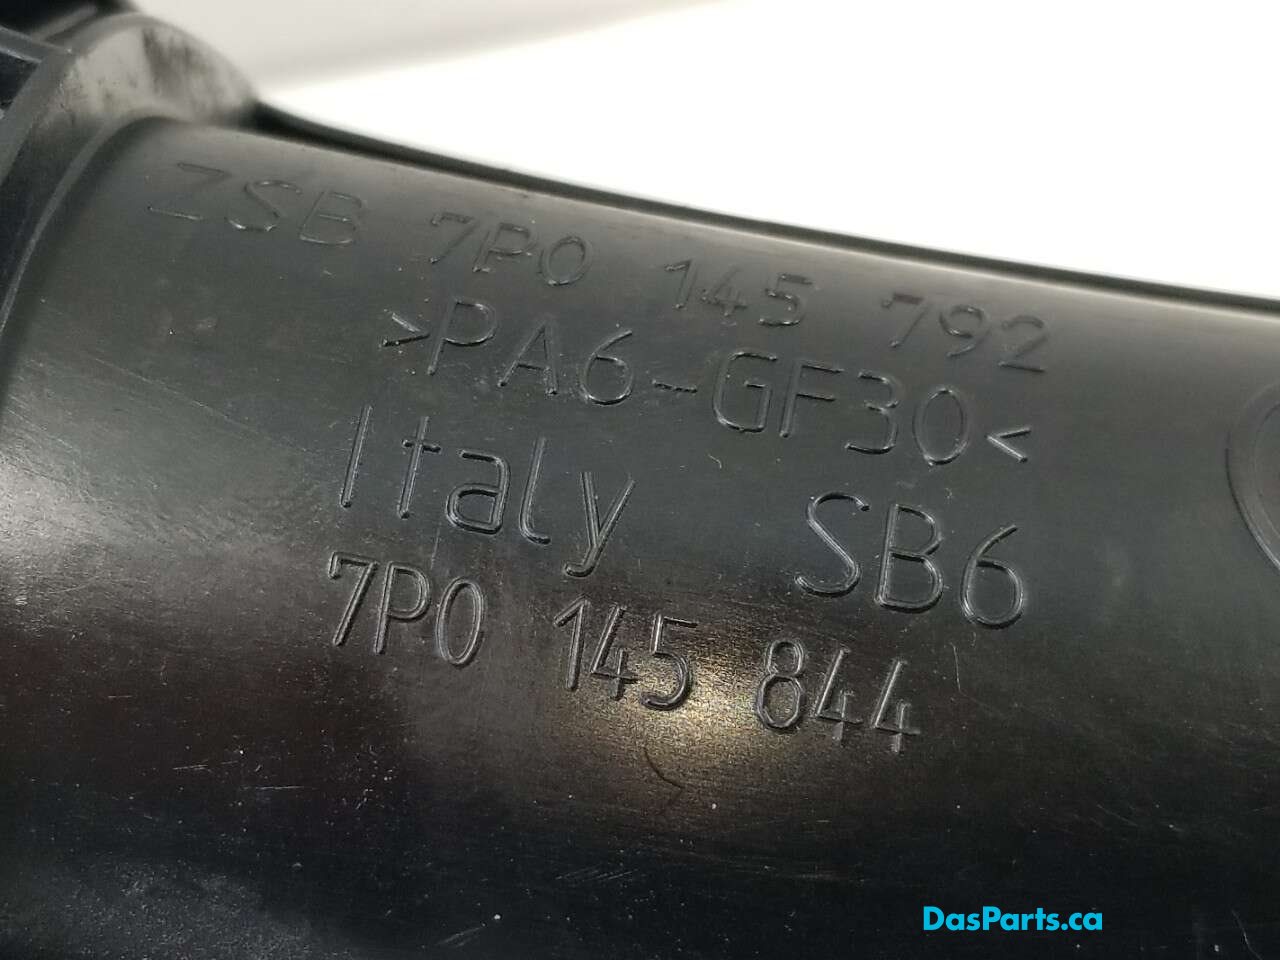 ZSB 7P0 145 792
>PA6-GF30<
Italy SB6
7P0 145 844
DasParts.ca